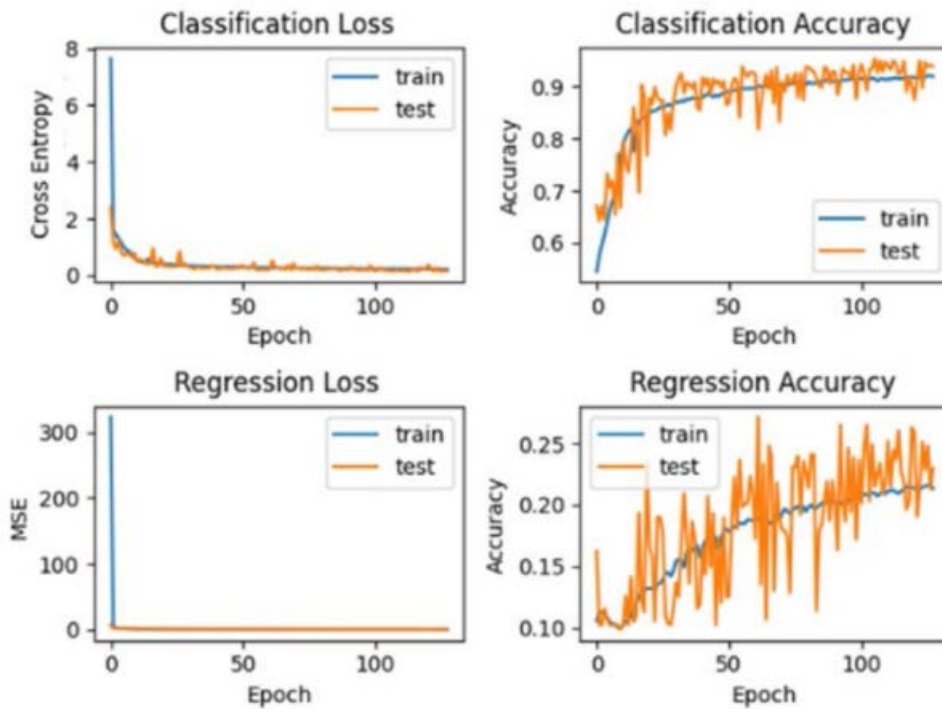 Classification Loss
8
6
4
2
0
Cross Entropy
train
test
0
50
100
Epoch
Classification Accuracy
0.9
0.8
0.7
0.6
Accuracy
train
test
0
50
100
Epoch
Regression Loss
300
200
100
0
MSE
train
test
0
50
100
Epoch
Regression Accuracy
0.25
0.20
0.15
0.10
Accuracy
train
test
0
50
100
Epoch